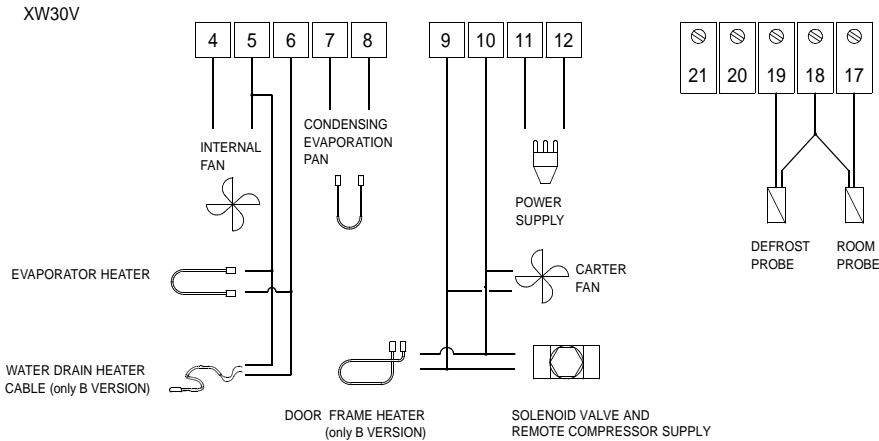 XW30V
4 5 6 7 8 9 10 11 12
21 20 19 18 17
INTERNAL
FAN
CONDENSING
EVAPORATION
PAN
POWER
SUPPLY
DEFROST
PROBE
ROOM
PROBE
EVAPORATOR HEATER
CARTER
FAN
WATER DRAIN HEATER
CABLE (only B VERSION)
DOOR FRAME HEATER
(only B VERSION)
SOLENOID VALVE AND
REMOTE COMPRESSOR SUPPLY